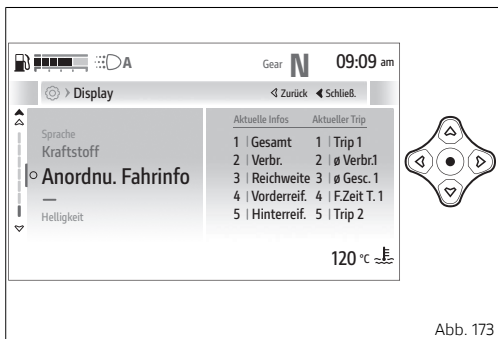 A Gear N 09:09 am
› Display Zurück Schließ.
Sprache
Kraftstoff
Anordnu. Fahrinfo
—
Helligkeit
Aktuelle Infos Aktueller Trip
1 | Gesamt 1 | Trip 1
2 | Verbr. 2 | ø Verbr.1
3 | Reichweite 3 | ø Gesc. 1
4 | Vorderreif. 4 | F.Zeit T. 1
5 | Hinterreif. 5 | Trip 2
120 °C
Abb. 173